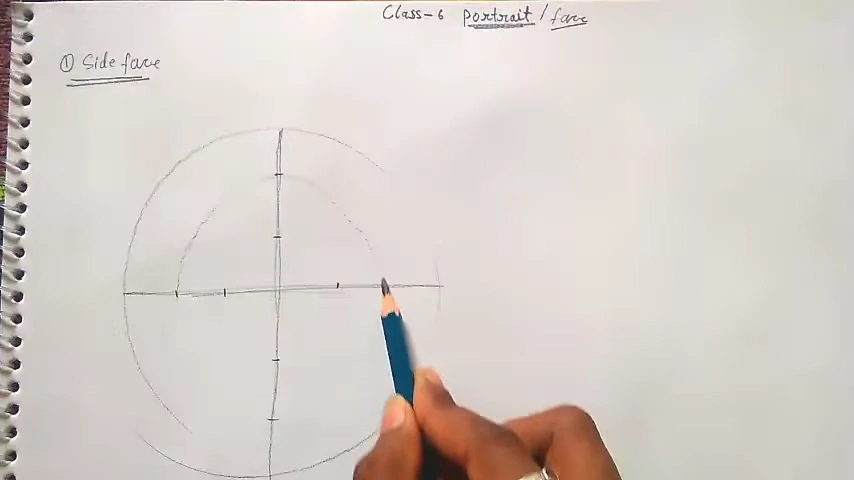 Class-6 portrait / face
① Side face